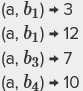 (a, b₁) → 3
(a, b₁) → 12
(a, b₃) → 7
(a, b₄) → 10